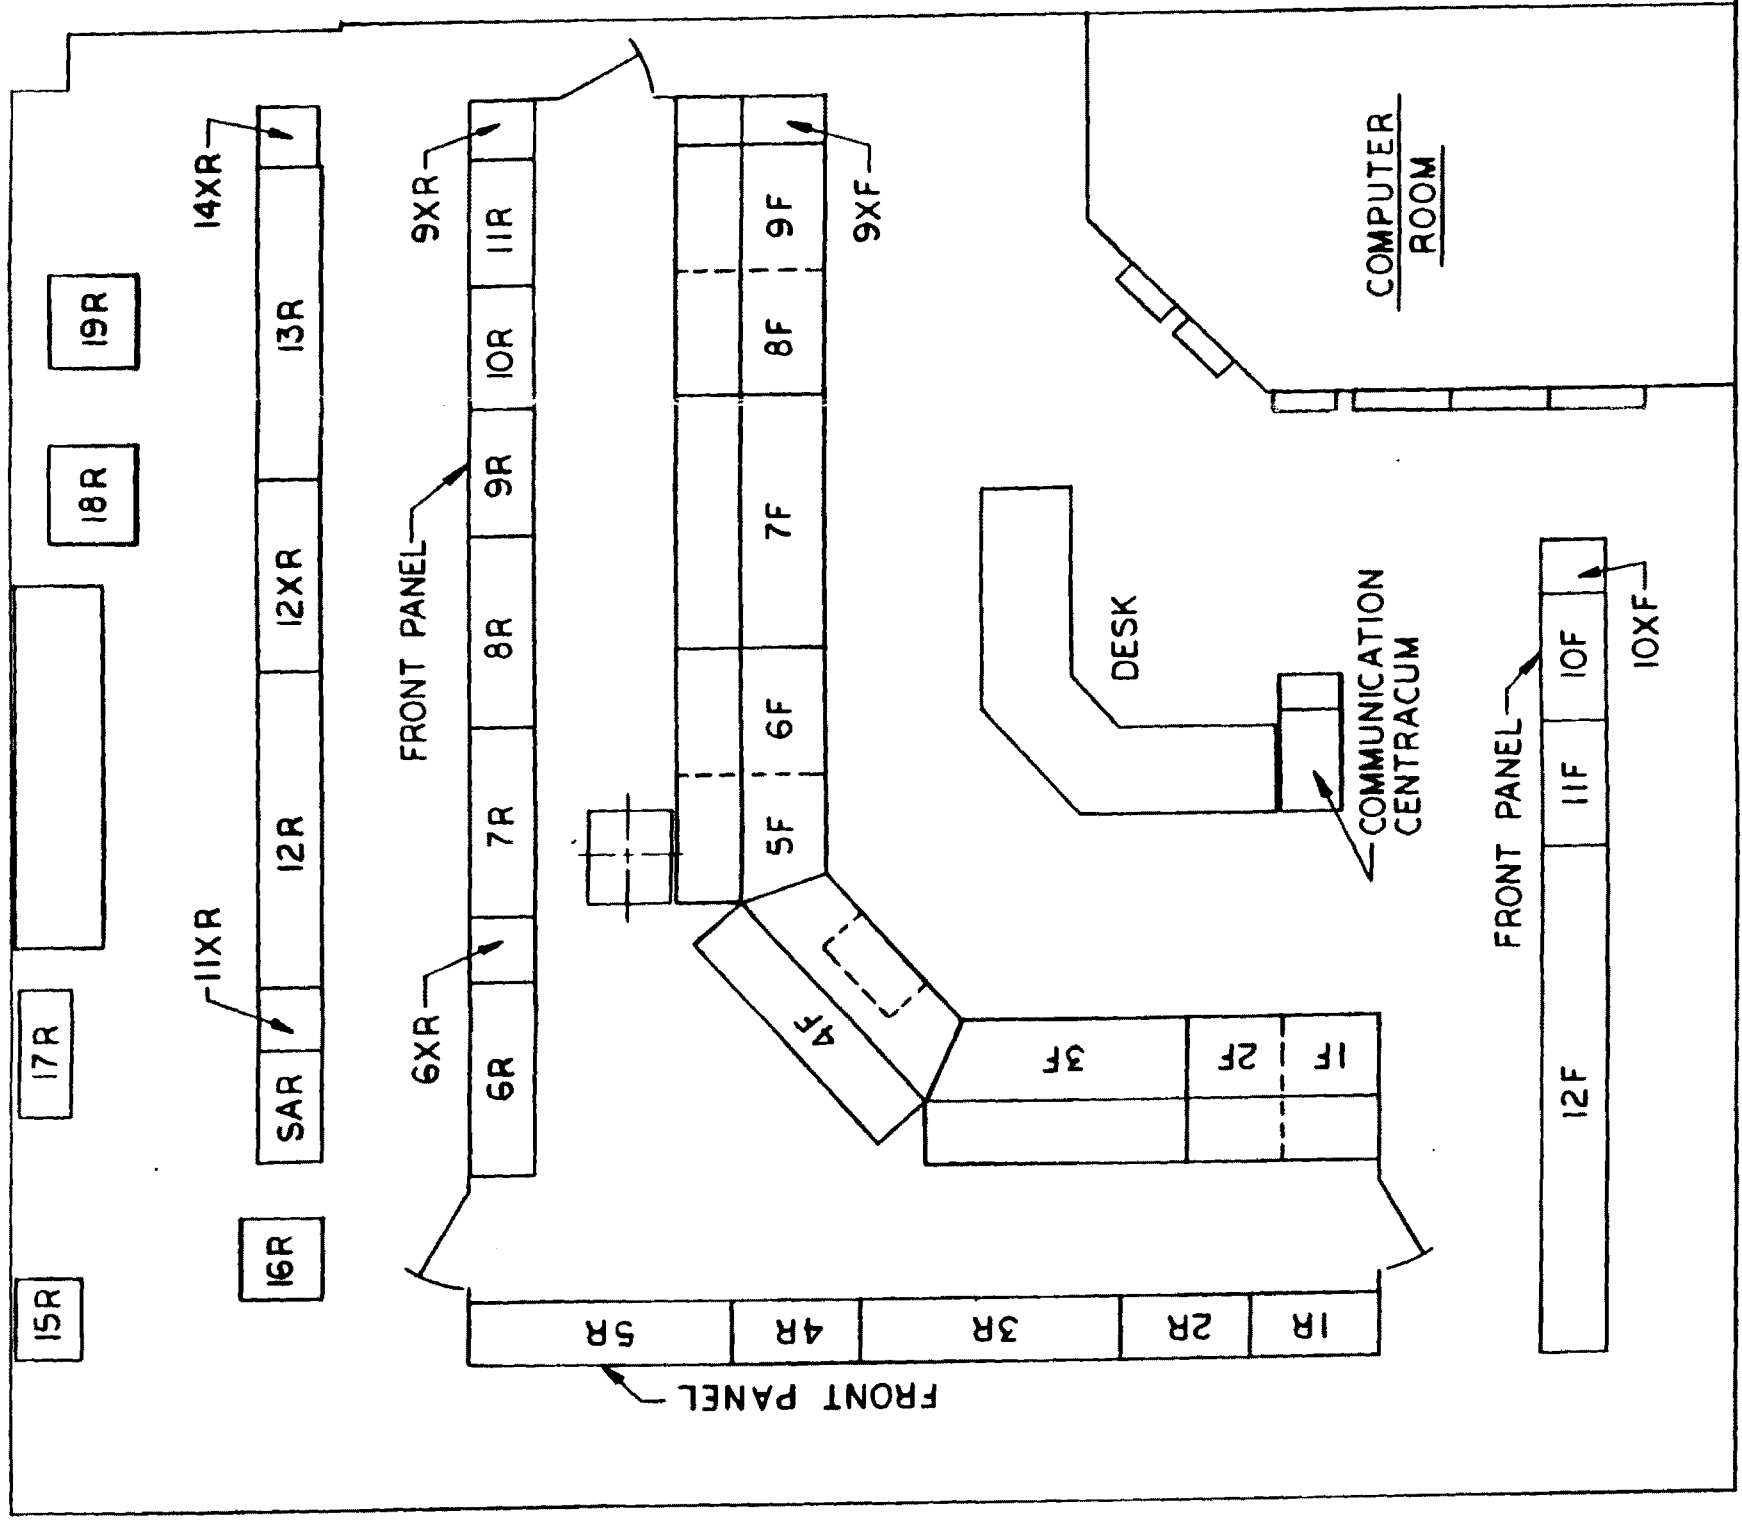 15R
17R
18R
19R
16R
SAR
11XR
12R
12XR
13R
14XR
6R
6XR
7R
8R
9R
10R
11R
9XR
FRONT PANEL
5R
4R
3R
2R
1R
FRONT PANEL
1F
2F
3F
4F
5F
6F
7F
8F
9F
9XF
DESK
COMMUNICATION
CENTRACUM
COMPUTER
ROOM
FRONT PANEL
12F
11F
10F
10XF